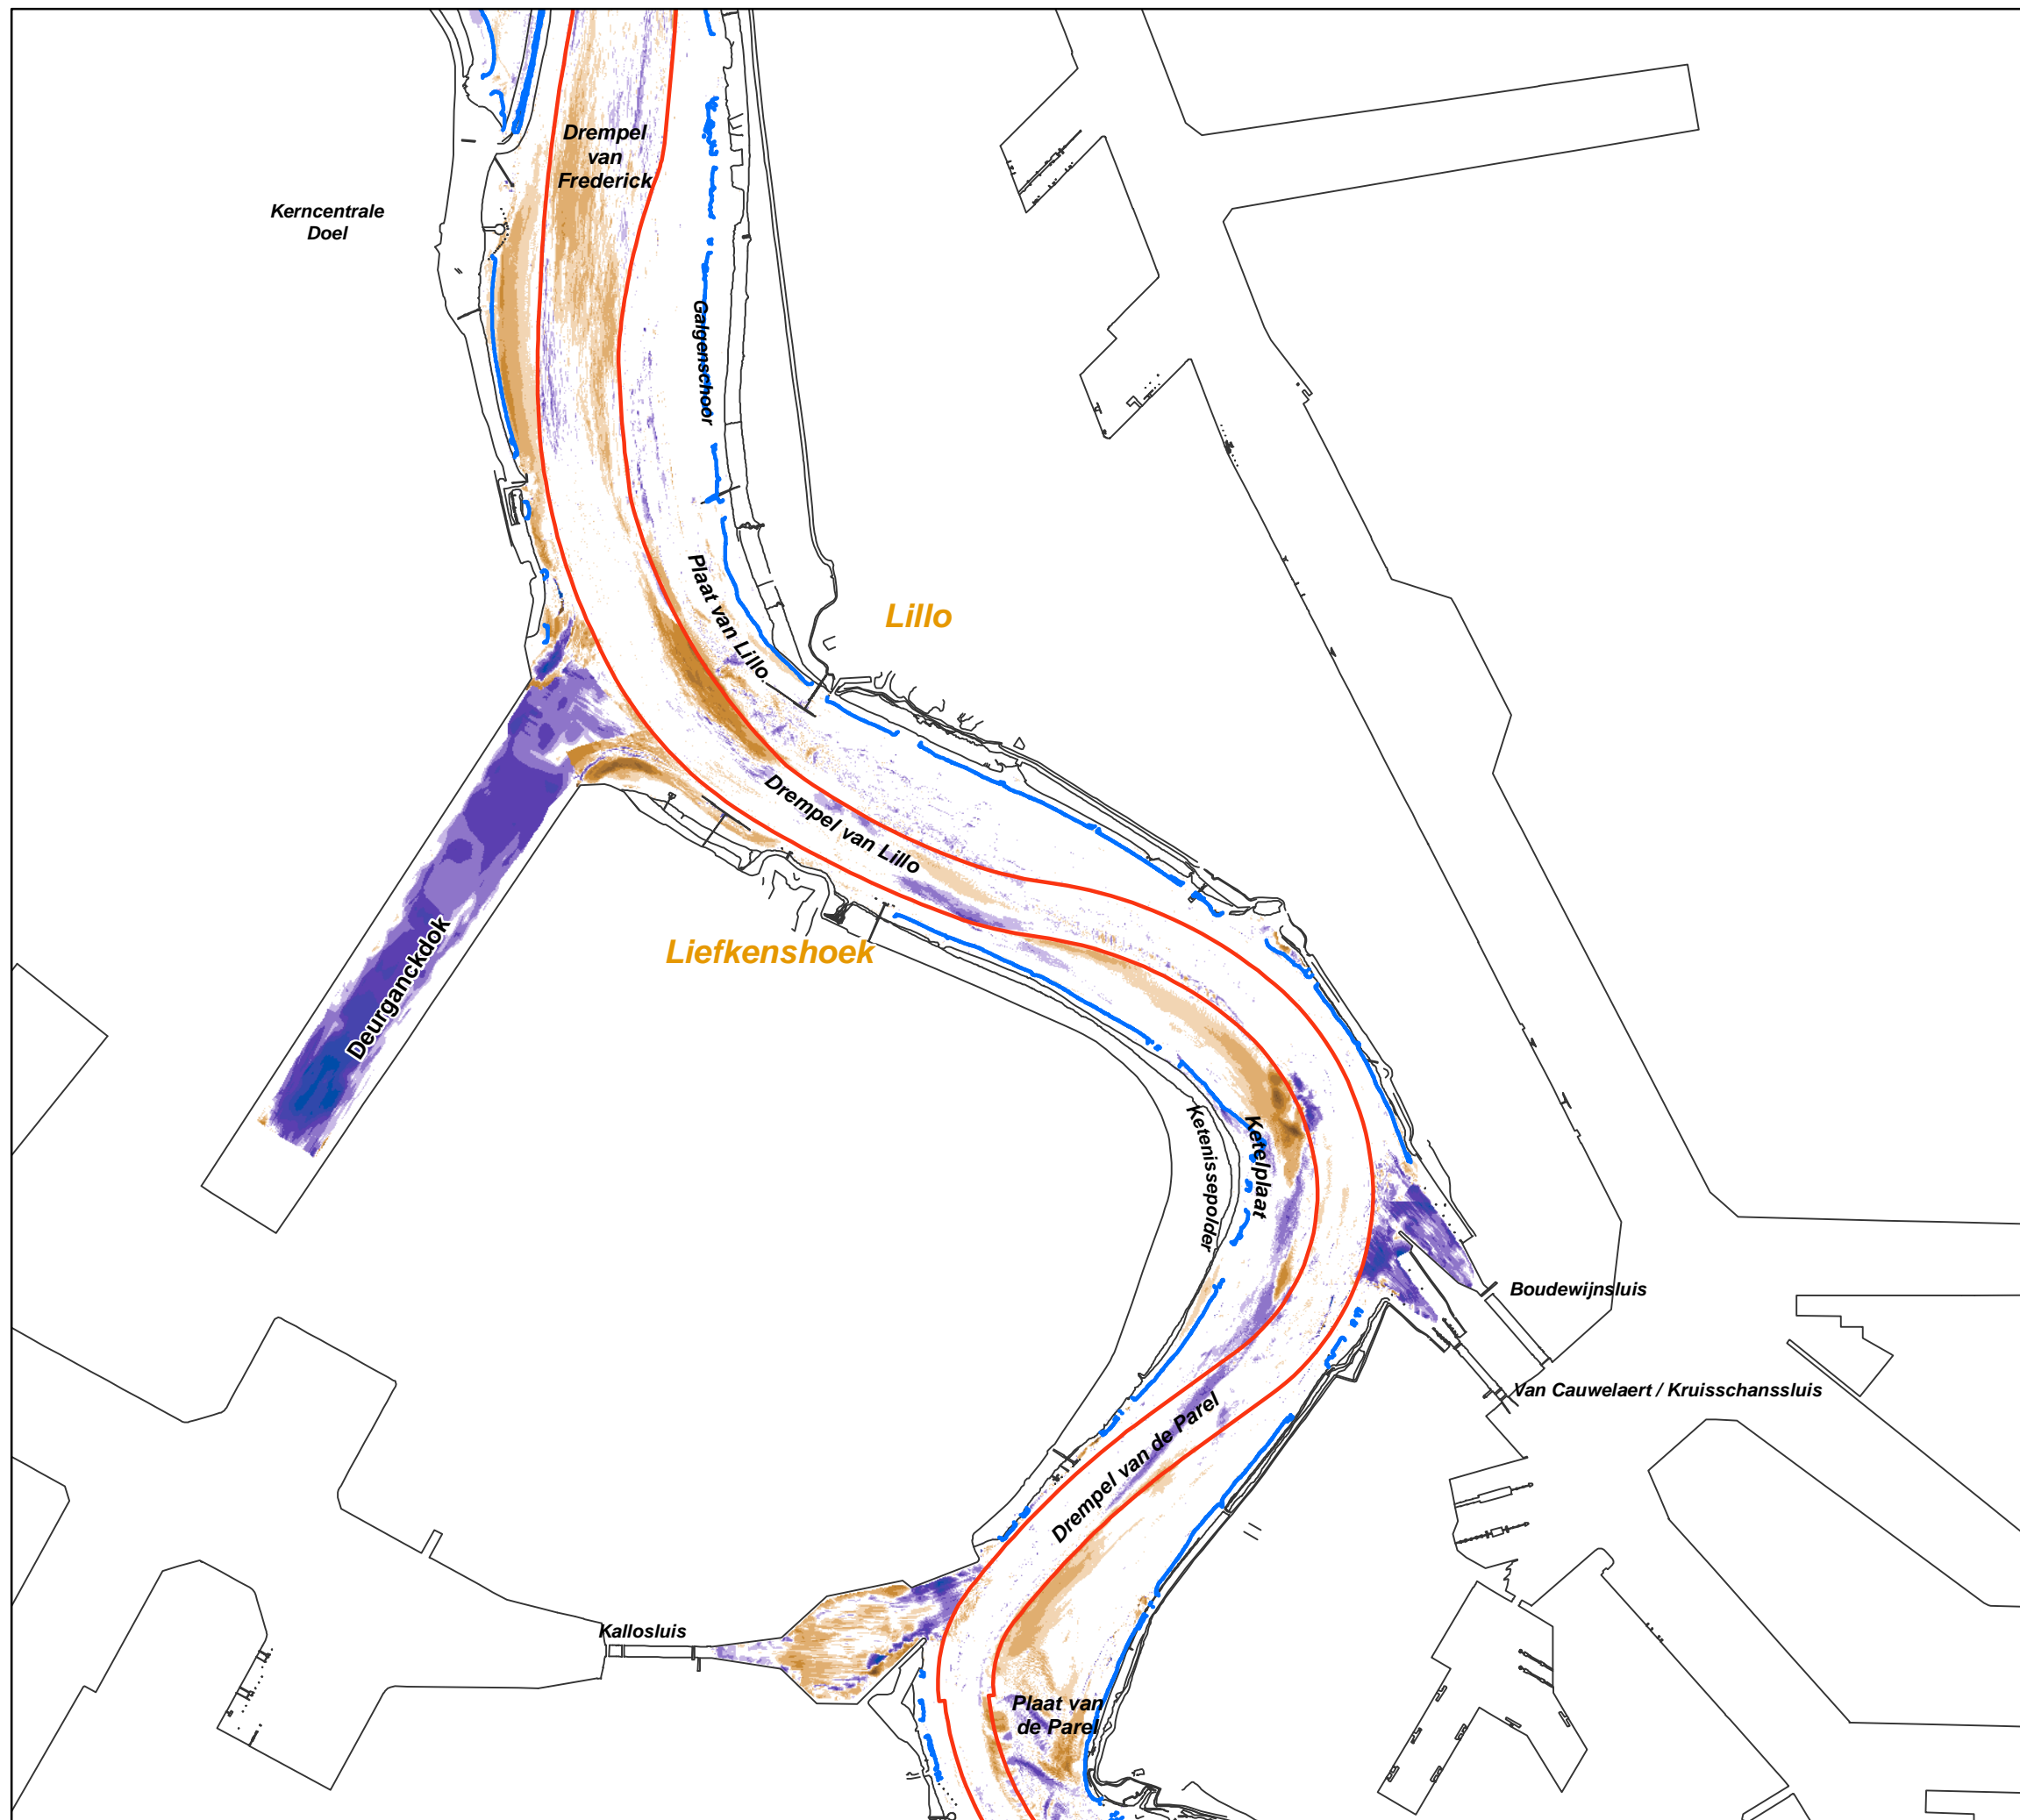 Drempel
van
Frederick
Kerncentrale
Doel
Galgenschoor
Plaat van Lillo
Lillo
Drempel van Lillo
Liefkenshoek
Deurganckdok
Ketenissepolder
Ketelplaat
Boudewijnsluis
Van Cauwelaert / Kruisschanssluis
Drempel van de Parel
Kallosluis
Plaat van
de Parel